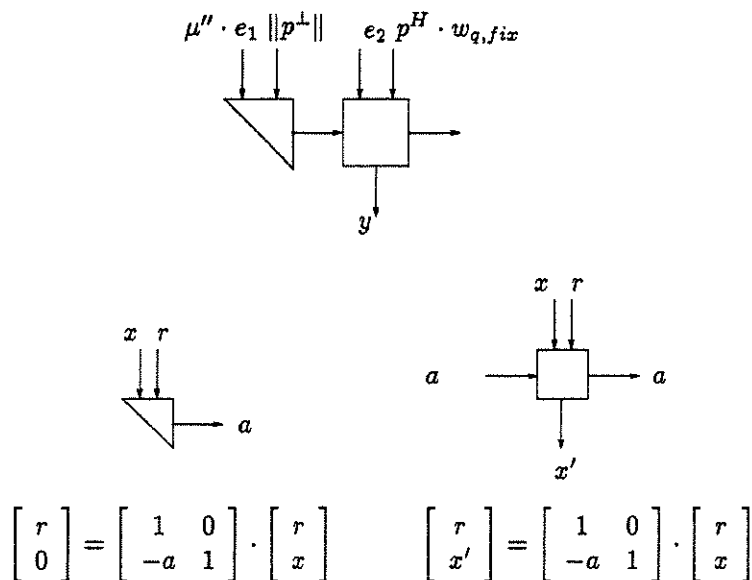 μ'' · e₁ ‖p^⊥‖ e₂ p^H · w_{q,fix}
y
x r
x r
a a
a
x'
[ r 0 ] = [ 1 0 -a 1 ] · [ r x ] [ r x' ] = [ 1 0 -a 1 ] · [ r x ]